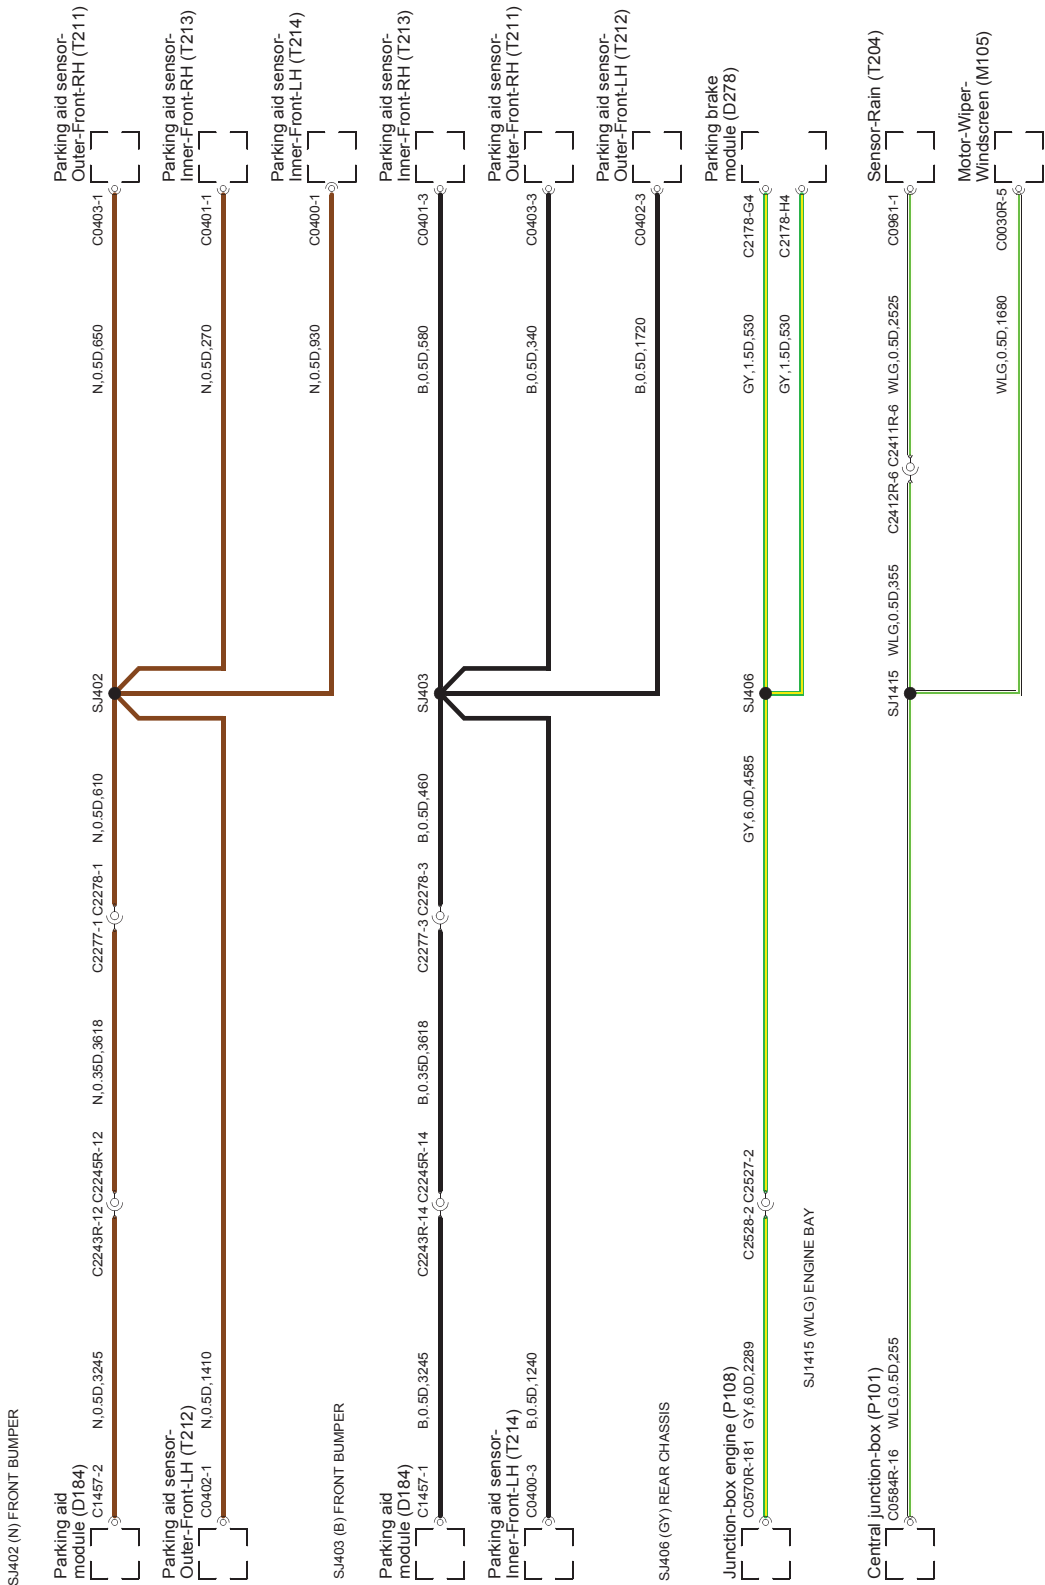 SJ402 (N) FRONT BUMPER
Parking aid
module (D184)
C1457-2
N,0.5D,3245
C2243R-12
C2245R-12
N,0.35D,3618
C2277-1
C2278-1
N,0.5D,610
SJ402
N,0.5D,650
C0403-1
Parking aid sensor-
Outer-Front-RH (T211)
Parking aid sensor-
Outer-Front-LH (T212)
C0402-1
N,0.5D,1410
N,0.5D,270
C0401-1
Parking aid sensor-
Inner-Front-RH (T213)
N,0.5D,930
C0400-1
Parking aid sensor-
Inner-Front-LH (T214)
SJ403 (B) FRONT BUMPER
Parking aid
module (D184)
C1457-1
B,0.5D,3245
C2243R-14
C2245R-14
B,0.35D,3618
C2277-3
C2278-3
B,0.5D,460
SJ403
B,0.5D,580
C0401-3
Parking aid sensor-
Inner-Front-RH (T213)
Parking aid sensor-
Inner-Front-LH (T214)
C0400-3
B,0.5D,1240
B,0.5D,340
C0403-3
Parking aid sensor-
Outer-Front-RH (T211)
B,0.5D,1720
C0402-3
Parking aid sensor-
Outer-Front-LH (T212)
SJ406 (GY) REAR CHASSIS
Junction-box engine (P108)
C0570R-181
GY,6.0D,2289
C2528-2
C2527-2
GY,6.0D,4585
SJ406
GY,1.5D,530
C2178-G4
Parking brake
module (D278)
GY,1.5D,530
C2178-H4
SJ1415 (WLG) ENGINE BAY
Central junction-box (P101)
C0584R-16
WLG,0.5D,255
SJ1415
WLG,0.5D,355
C2412R-6
C2411R-6
WLG,0.5D,2525
C0961-1
Sensor-Rain (T204)
WLG,0.5D,1680
C0030R-5
Motor-Wiper-
Windscreen (M105)